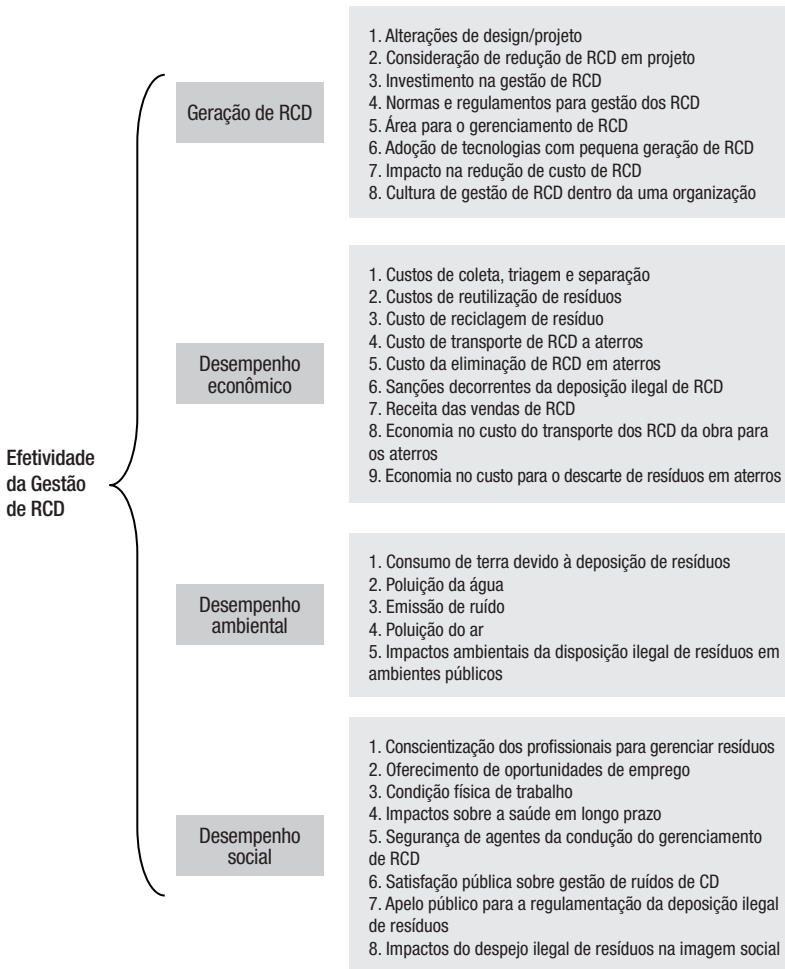 Efetividade
da Gestão
de RCD
Geração de RCD
1. Alterações de design/projeto
2. Consideração de redução de RCD em projeto
3. Investimento na gestão de RCD
4. Normas e regulamentos para gestão dos RCD
5. Área para o gerenciamento de RCD
6. Adoção de tecnologias com pequena geração de RCD
7. Impacto na redução de custo de RCD
8. Cultura de gestão de RCD dentro da uma organização
Desempenho
econômico
1. Custos de coleta, triagem e separação
2. Custos de reutilização de resíduos
3. Custo de reciclagem de resíduo
4. Custo de transporte de RCD a aterros
5. Custo da eliminação de RCD em aterros
6. Sanções decorrentes da deposição ilegal de RCD
7. Receita das vendas de RCD
8. Economia no custo do transporte dos RCD da obra para
os aterros
9. Economia no custo para o descarte de resíduos em aterros
Desempenho
ambiental
1. Consumo de terra devido à deposição de resíduos
2. Poluição da água
3. Emissão de ruído
4. Poluição do ar
5. Impactos ambientais da disposição ilegal de resíduos em
ambientes públicos
Desempenho
social
1. Conscientização dos profissionais para gerenciar resíduos
2. Oferecimento de oportunidades de emprego
3. Condição física de trabalho
4. Impactos sobre a saúde em longo prazo
5. Segurança de agentes da condução do gerenciamento
de RCD
6. Satisfação pública sobre gestão de ruídos de CD
7. Apelo público para a regulamentação da deposição ilegal
de resíduos
8. Impactos do despejo ilegal de resíduos na imagem social